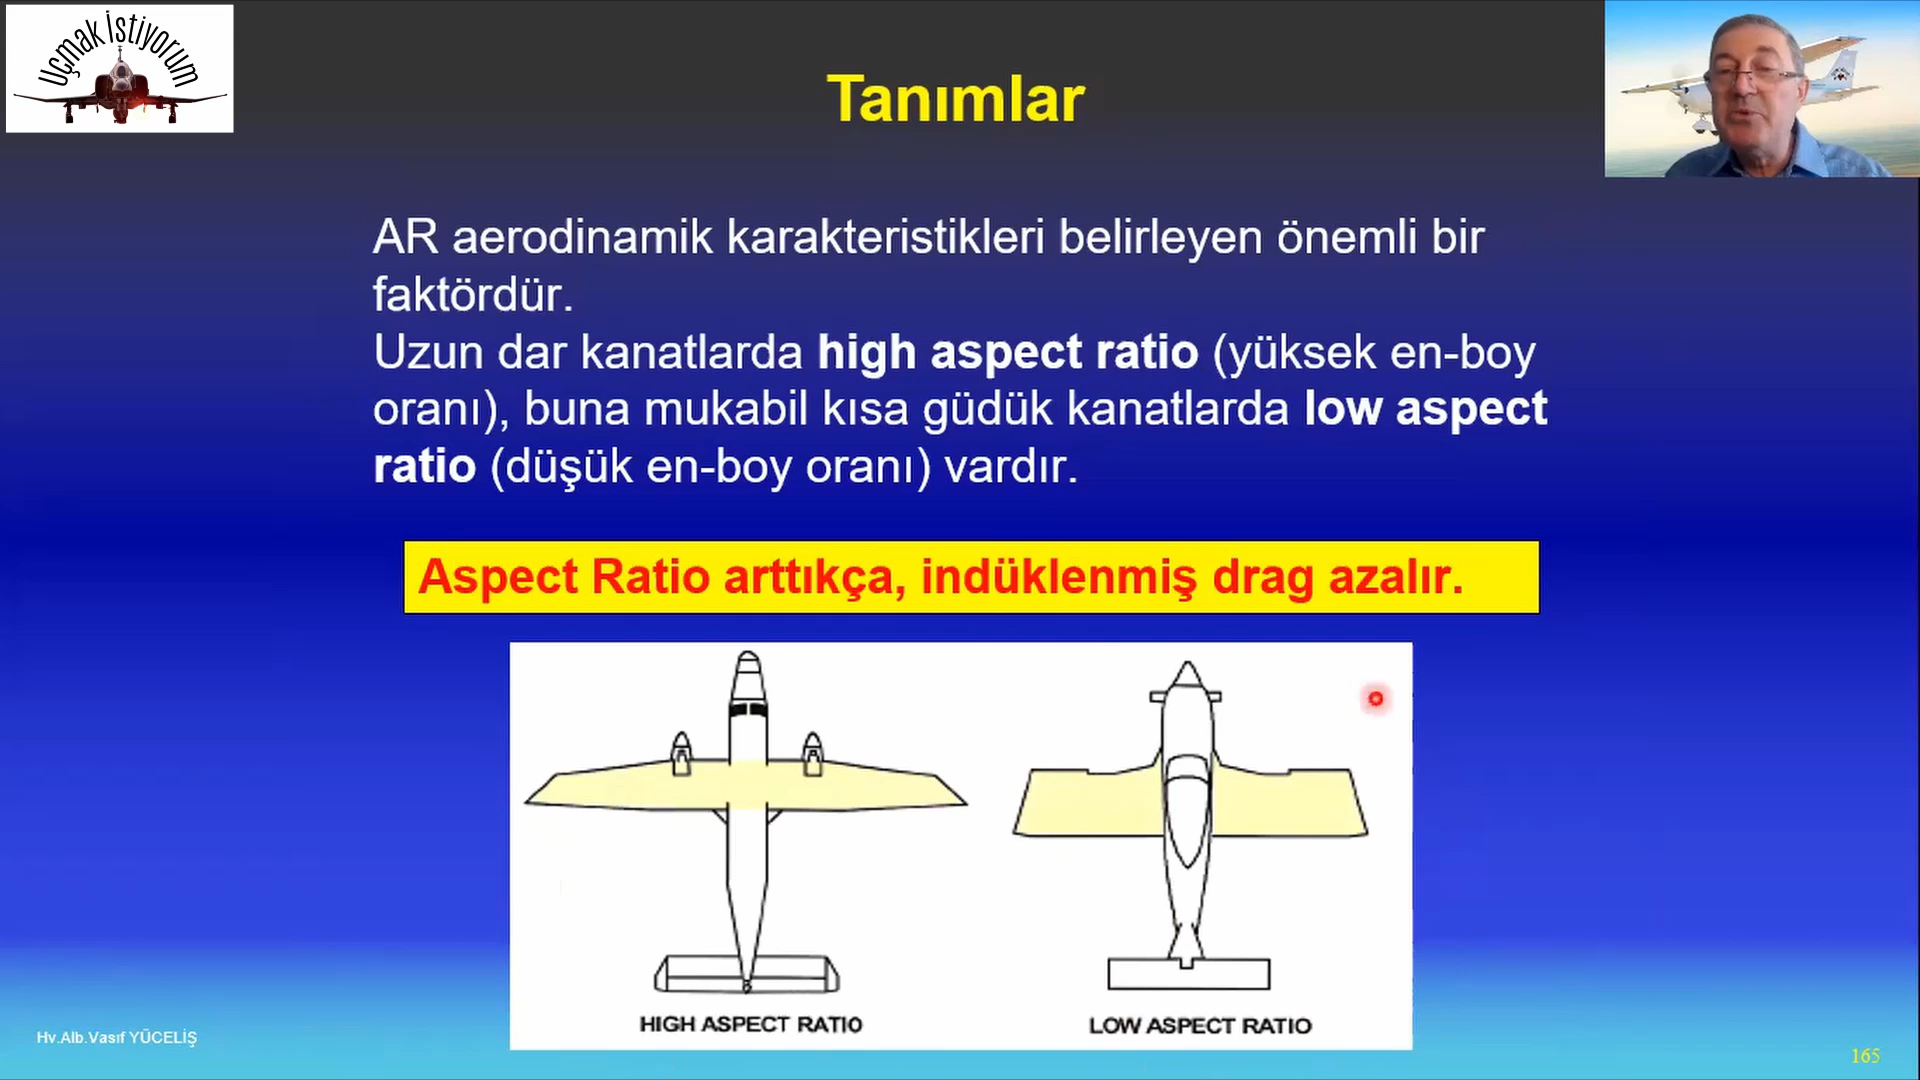 Uçmak İstiyorum
Tanımlar
AR aerodinamik karakteristikleri belirleyen önemli bir
faktördür.
Uzun dar kanatlarda high aspect ratio (yüksek en-boy
oranı), buna mukabil kısa güdük kanatlarda low aspect
ratio (düşük en-boy oranı) vardır.
Aspect Ratio arttıkça, indüklenmiş drag azalır.
HIGH ASPECT RATIO
LOW ASPECT RATIO
Hv.Alb.Vasıf YÜCELİŞ
165